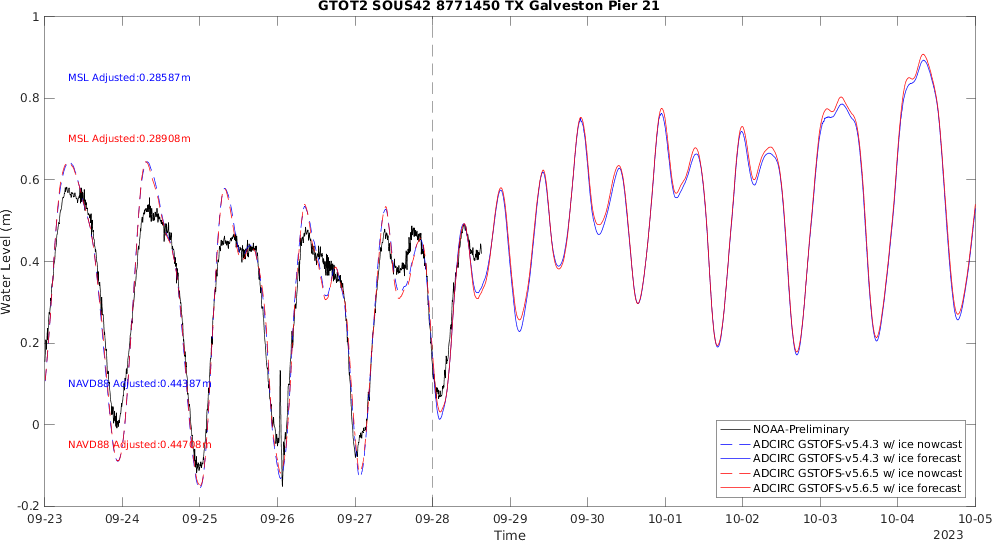 GTOT2 SOUS42 8771450 TX Galveston Pier 21
1
0.8
0.6
0.4
0.2
0
-0.2
Water Level (m)
MSL Adjusted:0.28587m
MSL Adjusted:0.28908m
NAVD88 Adjusted:0.44387m
NAVD88 Adjusted:0.44708m
NOAA-Preliminary
ADCIRC GSTOFS-v5.4.3 w/ ice nowcast
ADCIRC GSTOFS-v5.4.3 w/ ice forecast
ADCIRC GSTOFS-v5.6.5 w/ ice nowcast
ADCIRC GSTOFS-v5.6.5 w/ ice forecast
09-23 09-24 09-25 09-26 09-27 09-28 09-29 09-30 10-01 10-02 10-03 10-04 10-05
Time
2023